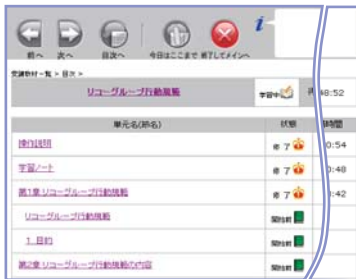 前へ 次へ 目次へ 今日はここまで 終了してメインへ
受講教材一覧 > 目次 >
リコーグループ行動規範 学習中 48:52
単元名(節名) 状態 時間
操作説明 修了 0:54
学習ノート 修了 0:48
第1章 リコーグループ行動規範 修了 0:42
リコーグループ行動規範 開始前
1. 目的 開始前
第2章 リコーグループ行動規範の内容 開始前